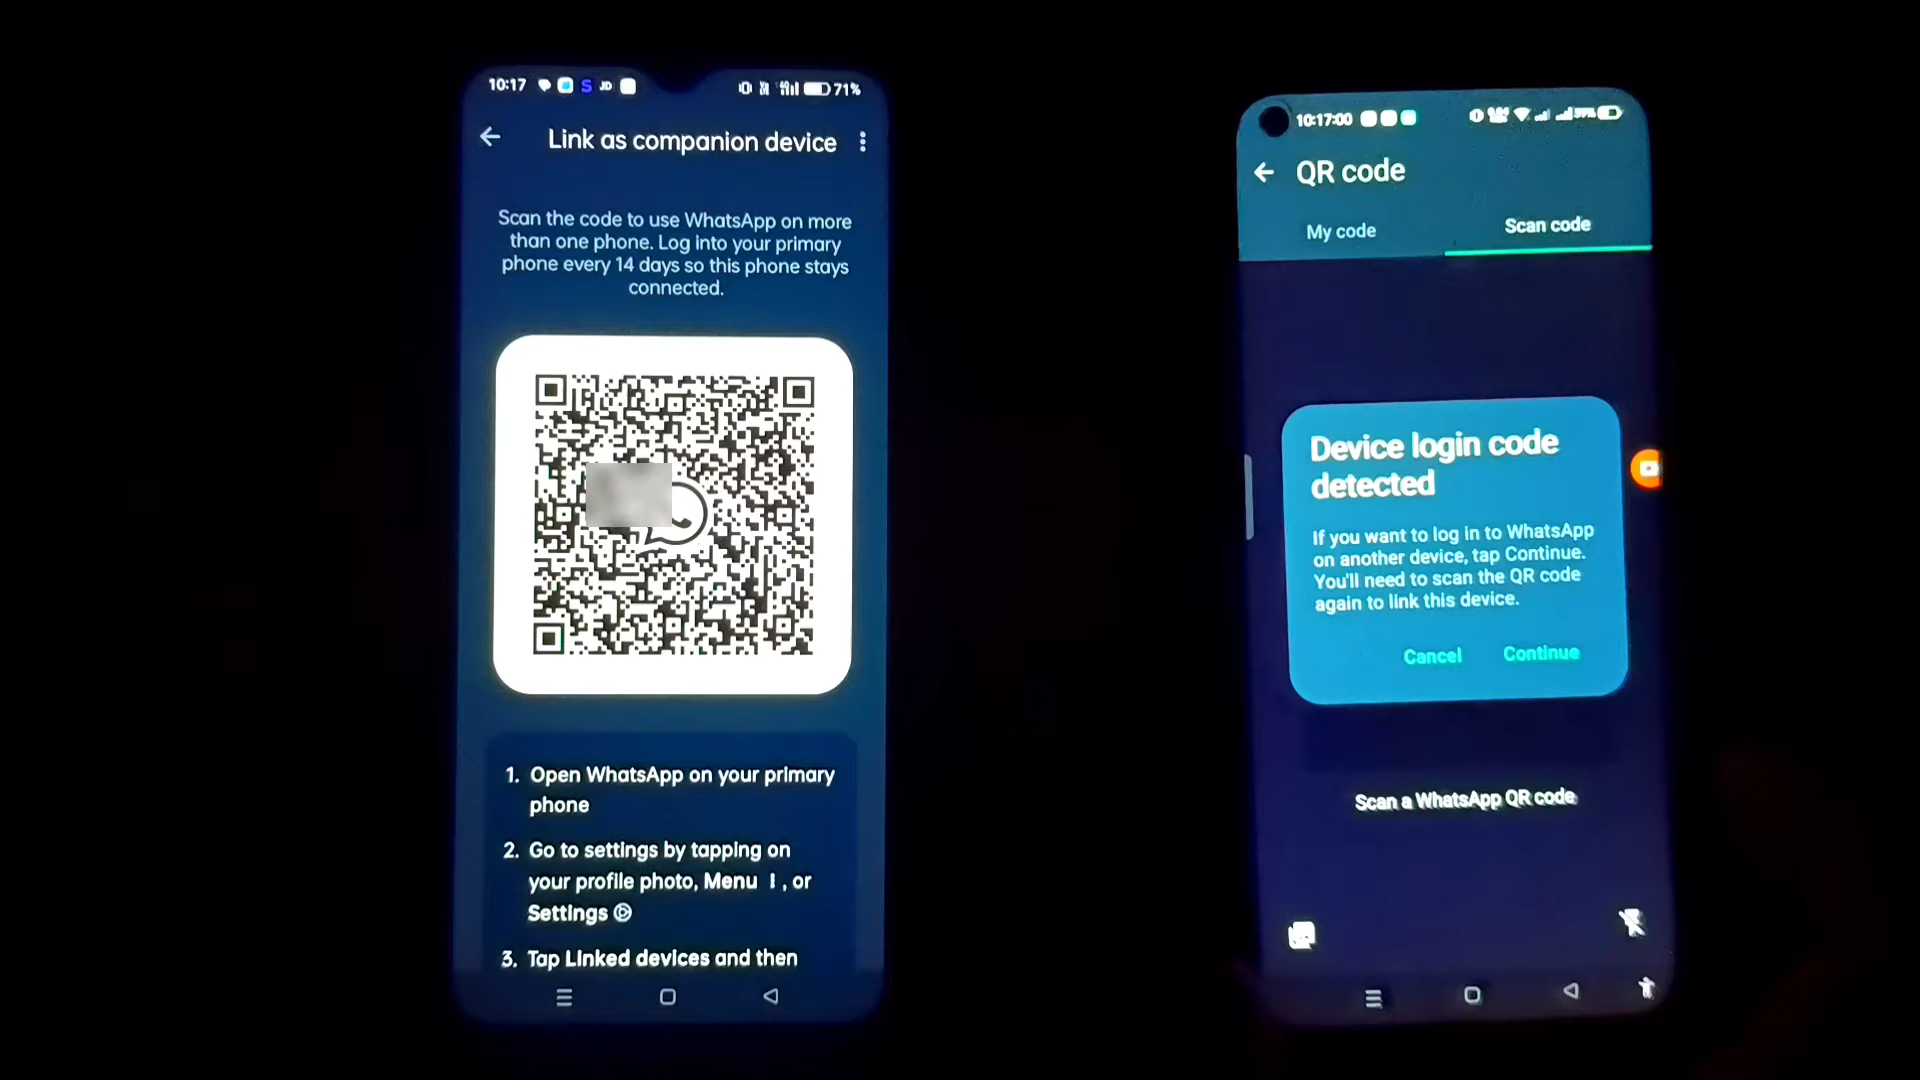 10:17
S
JD
71%
Link as companion device
Scan the code to use WhatsApp on more
than one phone. Log into your primary
phone every 14 days so this phone stays
connected.
1. Open WhatsApp on your primary
phone
2. Go to settings by tapping on
your profile photo, Menu , or
Settings
3. Tap Linked devices and then
10:17:00
QR code
My code
Scan code
Device login code
detected
If you want to log in to WhatsApp
on another device, tap Continue.
You'll need to scan the QR code
again to link this device.
Cancel
Continue
Scan a WhatsApp QR code